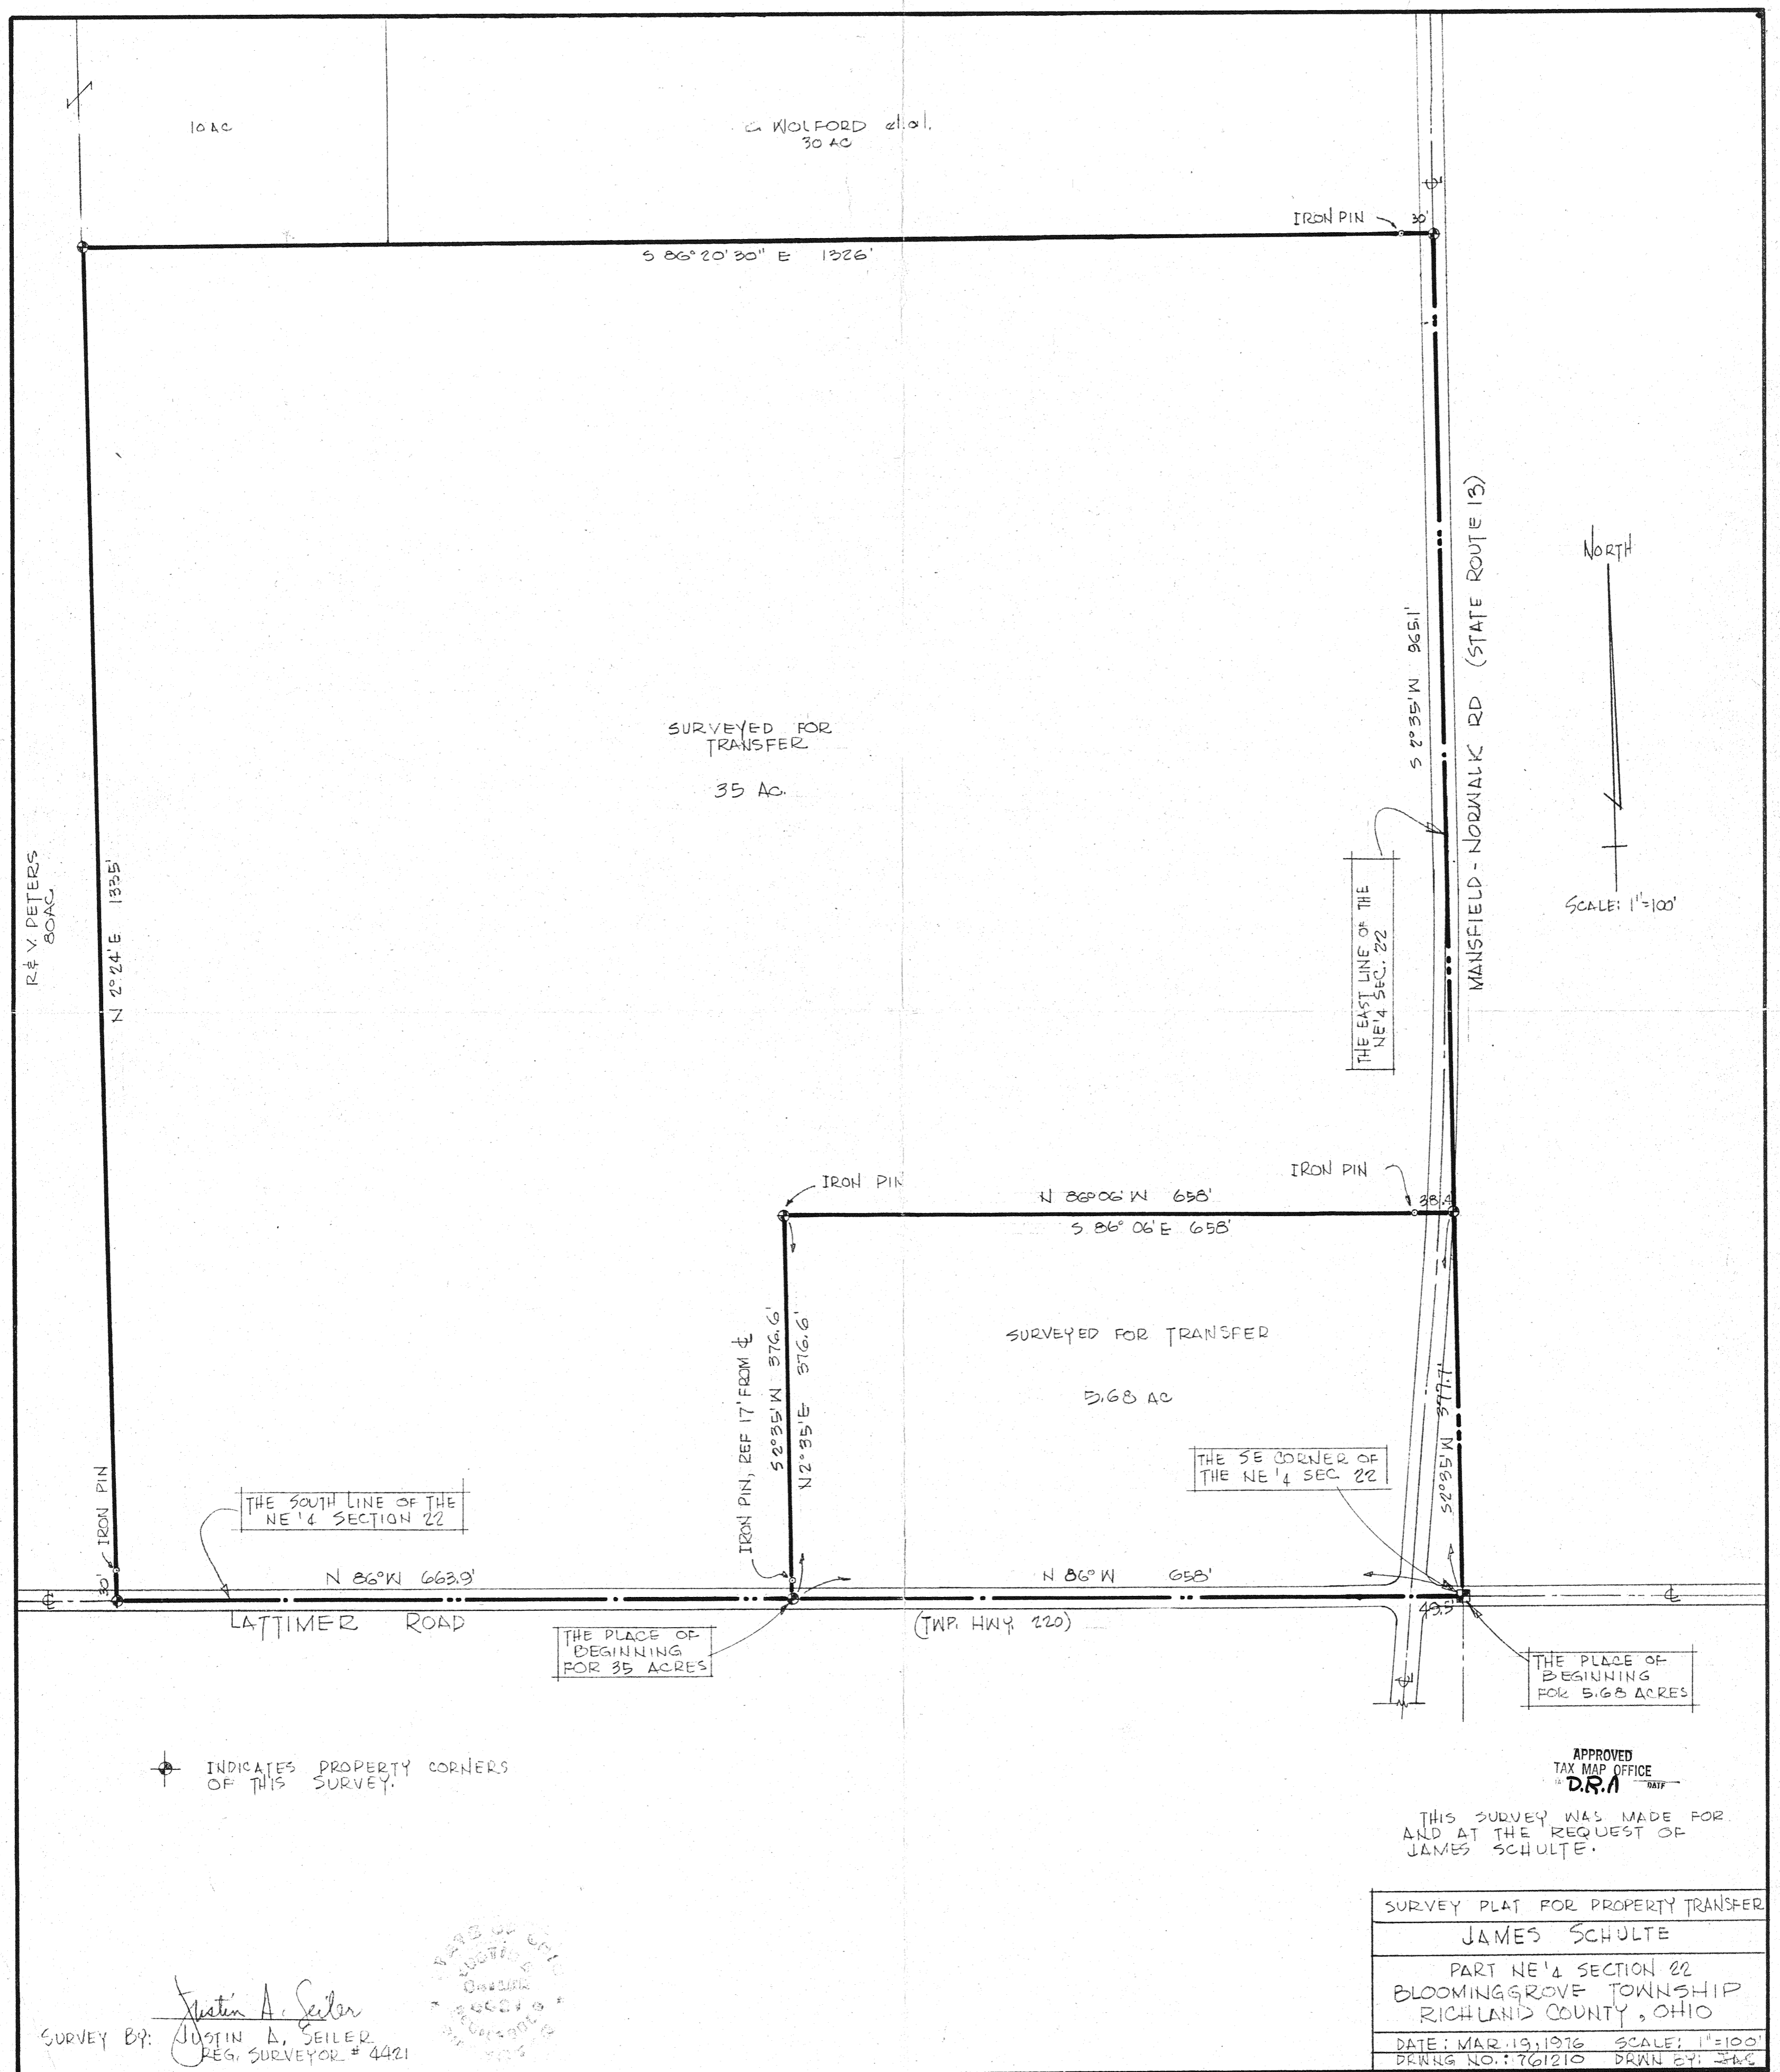 10 AC
WOLFORD et.al.
30 AC
IRON PIN
30'
S 86° 20' 30" E 1326'
NORTH
SCALE: 1"=100'
MANSFIELD - NORWALK RD (STATE ROUTE 13)
S 2° 35' W 965.1'
SURVEYED FOR
TRANSFER
35 AC.
R & V. PETERS
80AC
N 2° 24' E 1335'
THE EAST LINE OF THE
NE 1/4 SEC. 22
IRON PIN
IRON PIN
N 86° 06' W 658'
38.4
S 86° 06' E 658'
SURVEYED FOR TRANSFER
5.68 AC
IRON PIN, REF 17' FROM ℄
S 2° 35' W 376.6'
N 2° 35' E 376.6'
S 2° 35' W 377.1'
THE SE CORNER OF
THE NE 1/4 SEC 22
THE SOUTH LINE OF THE
NE 1/4 SECTION 22
IRON PIN
30'
N 86° W 663.9'
N 86° W 658'
49.5'
LATTIMER ROAD
(TWP. HWY. 220)
THE PLACE OF
BEGINNING
FOR 35 ACRES
THE PLACE OF
BEGINNING
FOR 5.68 ACRES
INDICATES PROPERTY CORNERS
OF THIS SURVEY.
APPROVED
TAX MAP OFFICE
D.R.A DATE
THIS SURVEY WAS MADE FOR
AND AT THE REQUEST OF
JAMES SCHULTE.
SURVEY PLAT FOR PROPERTY TRANSFER
JAMES SCHULTE
PART NE 1/4 SECTION 22
BLOOMINGGROVE TOWNSHIP
RICHLAND COUNTY, OHIO
DATE: MAR. 19, 1976 SCALE: 1"=100'
DRWNG NO.: 761210 DRWN BY: JAS
Justin A. Seiler
SURVEY BY: JUSTIN A. SEILER
REG. SURVEYOR # 4421